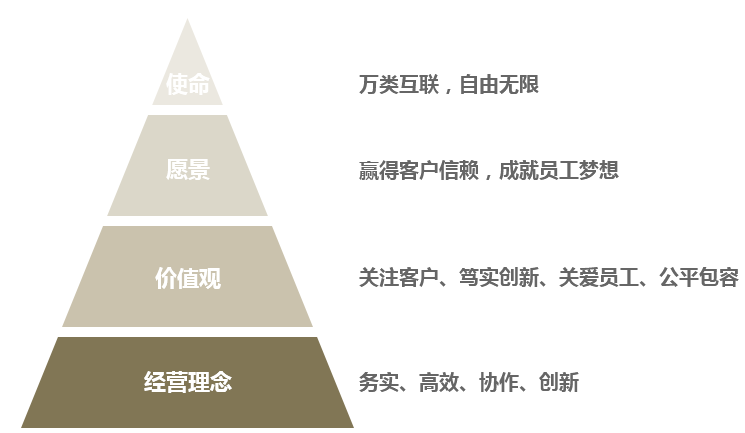 使命
万类互联，自由无限
愿景
赢得客户信赖，成就员工梦想
价值观
关注客户、笃实创新、关爱员工、公平包容
经营理念
务实、高效、协作、创新